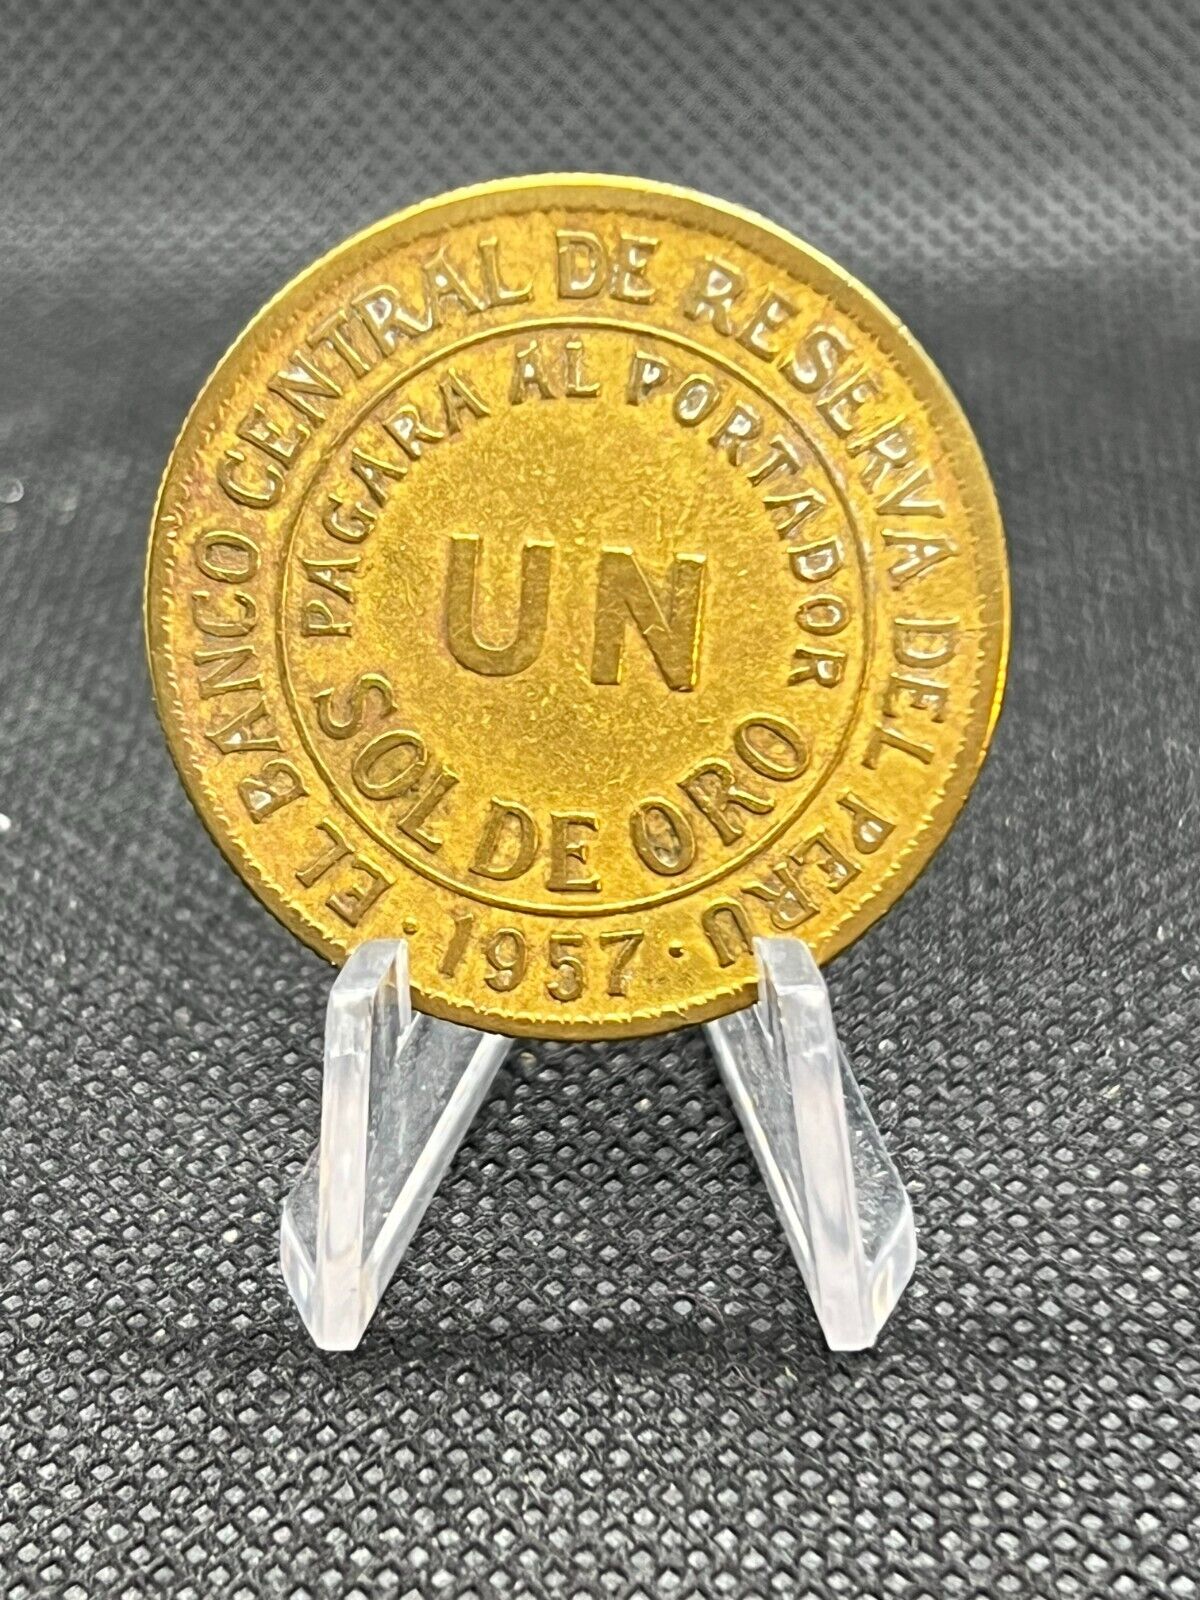 EL BANCO CENTRAL DE RESERVA DEL PERU
PAGARA AL PORTADOR
UN
SOL DE ORO
· 1957 ·